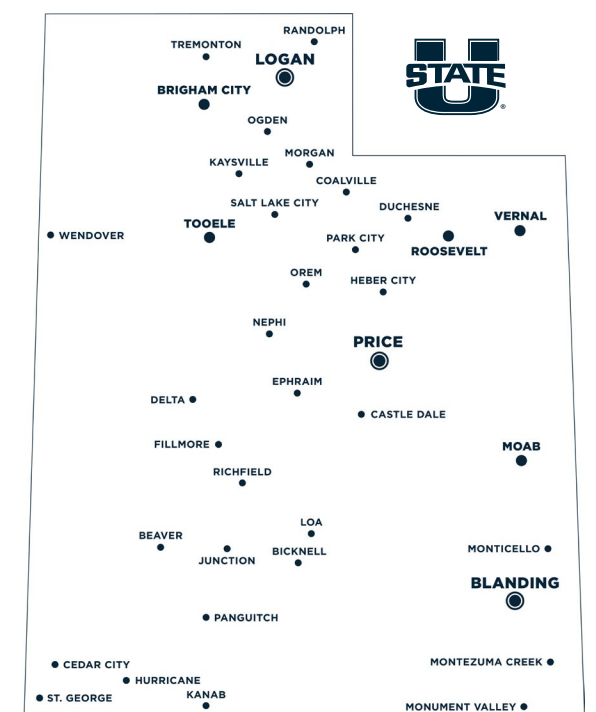 RANDOLPH
TREMONTON
LOGAN
U
STATE
®
BRIGHAM CITY
OGDEN
MORGAN
KAYSVILLE
COALVILLE
SALT LAKE CITY
DUCHESNE
TOOELE
VERNAL
WENDOVER
PARK CITY
ROOSEVELT
OREM
HEBER CITY
NEPHI
PRICE
EPHRAIM
DELTA
CASTLE DALE
FILLMORE
MOAB
RICHFIELD
LOA
BEAVER
JUNCTION
BICKNELL
MONTICELLO
BLANDING
PANGUITCH
CEDAR CITY
MONTEZUMA CREEK
HURRICANE
ST. GEORGE
KANAB
MONUMENT VALLEY